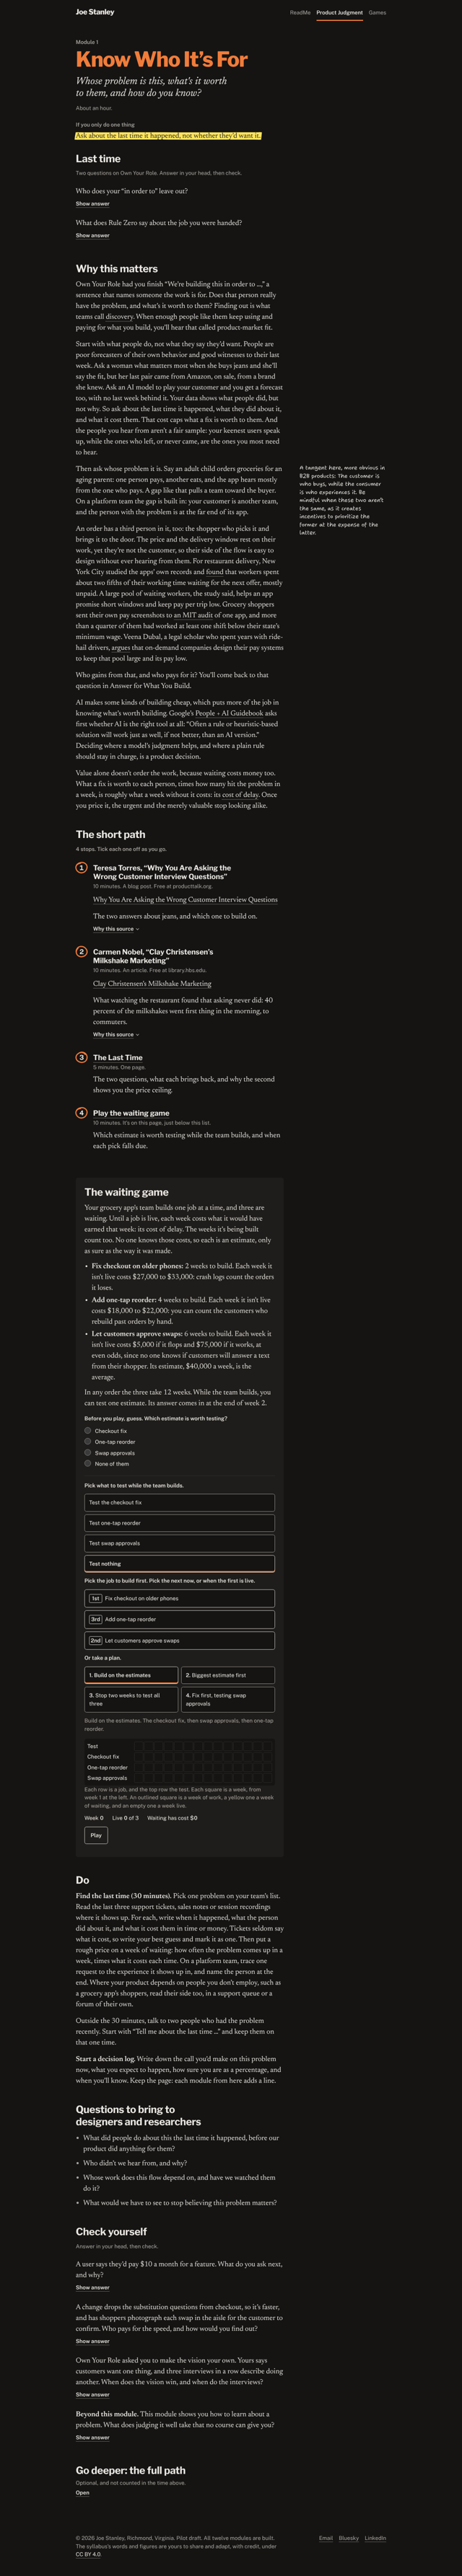 Joe Stanley
ReadMe Product Judgment Games
Module 1
Know Who It's For
Whose problem is this, what's it worth
to them, and how do you know?
About an hour.
If you only do one thing
Ask about the last time it happened, not whether they'd want it.
Last time
Two questions on Own Your Role. Answer in your head, then check.
Who does your “in order to” leave out?
Show answer
What does Rule Zero say about the job you were handed?
Show answer
Why this matters
Own Your Role had you finish “We're building this in order to …,” a
sentence that names someone the work is for. Does that person really
have the problem, and what's it worth to them? Finding out is what
teams call discovery. When enough people like them keep using and
paying for what you build, you'll hear that called product-market fit.
Start with what people do, not what they say they'd want. People are
poor forecasters of their own behavior and good witnesses to their last
week. Ask a woman what matters most when she buys jeans and she'll
say the fit, but her last pair came from Amazon, on sale, from a brand
she knew. Ask an AI model to play your customer and you get a forecast
too, with no last week behind it. Your data shows what people did, but
not why. So ask about the last time it happened, what they did about it,
and what it cost them. That cost caps what a fix is worth to them. And
the people you hear from aren't a fair sample: your keenest users speak
up, while the ones who left, or never came, are the ones you most need
to hear.
A tangent here, more obvious in
B2B products: The customer is
who buys, while the consumer
is who experiences it. Be
mindful when these two aren't
the same, as it creates
incentives to prioritize the
former at the expense of the
latter.
Then ask whose problem it is. Say an adult child orders groceries for an
aging parent: one person pays, another eats, and the app hears mostly
from the one who pays. A gap like that pulls a team toward the buyer.
On a platform team the gap is built in: your customer is another team,
and the person with the problem is at the far end of its app.
An order has a third person in it, too: the shopper who picks it and
brings it to the door. The price and the delivery window rest on their
work, yet they're not the customer, so their side of the flow is easy to
design without ever hearing from them. For restaurant delivery, New
York City studied the apps' own records and found that workers spent
about two fifths of their working time waiting for the next offer, mostly
unpaid. A large pool of waiting workers, the study said, helps an app
promise short windows and keep pay per trip low. Grocery shoppers
sent their own pay screenshots to an MIT audit of one app, and more
than a quarter of them had worked at least one shift below their state's
minimum wage. Veena Dubal, a legal scholar who spent years with ride-
hail drivers, argues that on-demand companies design their pay systems
to keep that pool large and its pay low.
Who gains from that, and who pays for it? You'll come back to that
question in Answer for What You Build.
AI makes some kinds of building cheap, which puts more of the job in
knowing what's worth building. Google's People + AI Guidebook asks
first whether AI is the right tool at all: “Often a rule or heuristic-based
solution will work just as well, if not better, than an AI version.”
Deciding where a model's judgment helps, and where a plain rule
should stay in charge, is a product decision.
Value alone doesn't order the work, because waiting costs money too.
What a fix is worth to each person, times how many hit the problem in
a week, is roughly what a week without it costs: its cost of delay. Once
you price it, the urgent and the merely valuable stop looking alike.
The short path
4 stops. Tick each one off as you go.
1
Teresa Torres, “Why You Are Asking the
Wrong Customer Interview Questions”
10 minutes. A blog post. Free at producttalk.org.
Why You Are Asking the Wrong Customer Interview Questions
The two answers about jeans, and which one to build on.
Why this source →
2
Carmen Nobel, “Clay Christensen's
Milkshake Marketing”
10 minutes. An article. Free at library.hbs.edu.
Clay Christensen's Milkshake Marketing
What watching the restaurant found that asking never did: 40
percent of the milkshakes went first thing in the morning, to
commuters.
Why this source →
3
The Last Time
5 minutes. One page.
The two questions, what each brings back, and why the second
shows you the price ceiling.
4
Play the waiting game
10 minutes. It's on this page, just below this list.
Which estimate is worth testing while the team builds, and when
each pick falls due.
The waiting game
Your grocery app's team builds one job at a time, and three are
waiting. Until a job is live, each week costs what it would have
earned that week: its cost of delay. The weeks it's being built
count too. No one knows those costs, so each is an estimate, only
as sure as the way it was made.
• Fix checkout on older phones: 2 weeks to build. Each week it
isn't live costs $27,000 to $33,000: crash logs count the orders
it loses.
• Add one-tap reorder: 4 weeks to build. Each week it isn't live
costs $18,000 to $22,000: you can count the customers who
rebuild past orders by hand.
• Let customers approve swaps: 6 weeks to build. Each week it
isn't live costs $5,000 if it flops and $75,000 if it works, at
even odds, since no one knows if customers will answer a text
from their shopper. Its estimate, $40,000 a week, is the
average.
In any order the three take 12 weeks. While the team builds, you
can test one estimate. Its answer comes in at the end of week 2.
Before you play, guess. Which estimate is worth testing?
Checkout fix
One-tap reorder
Swap approvals
None of them
Pick what to test while the team builds.
Test the checkout fix
Test one-tap reorder
Test swap approvals
Test nothing
Pick the job to build first. Pick the next now, or when the first is live.
1st Fix checkout on older phones
3rd Add one-tap reorder
2nd Let customers approve swaps
Or take a plan.
1. Build on the estimates
2. Biggest estimate first
3. Stop two weeks to test all
three
4. Fix first, testing swap
approvals
Build on the estimates. The checkout fix, then swap approvals, then one-tap
reorder.
Test
Checkout fix
One-tap reorder
Swap approvals
Each row is a job, and the top row the test. Each square is a week, from
week 1 at the left. An outlined square is a week of work, a yellow one a week
of waiting, and an empty one a week live.
Week 0 Live 0 of 3 Waiting has cost $0
Play
Do
Find the last time (30 minutes). Pick one problem on your team's list.
Read the last three support tickets, sales notes or session recordings
where it shows up. For each, write when it happened, what the person
did about it, and what it cost them in time or money. Tickets seldom say
what it cost, so write your best guess and mark it as one. Then put a
rough price on a week of waiting: how often the problem comes up in a
week, times what it costs each time. On a platform team, trace one
request to the experience it shows up in, and name the person at the
end. Where your product depends on people you don't employ, such as
a grocery app's shoppers, read their side too, in a support queue or a
forum of their own.
Outside the 30 minutes, talk to two people who had the problem
recently. Start with “Tell me about the last time …” and keep them on
that one time.
Start a decision log. Write down the call you'd make on this problem
now, what you expect to happen, how sure you are as a percentage, and
when you'll know. Keep the page: each module from here adds a line.
Questions to bring to
designers and researchers
• What did people do about this the last time it happened, before our
product did anything for them?
• Who didn't we hear from, and why?
• Whose work does this flow depend on, and have we watched them
do it?
• What would we have to see to stop believing this problem matters?
Check yourself
Answer in your head, then check.
A user says they'd pay $10 a month for a feature. What do you ask next,
and why?
Show answer
A change drops the substitution questions from checkout, so it's faster,
and has shoppers photograph each swap in the aisle for the customer to
confirm. Who pays for the speed, and how would you find out?
Show answer
Own Your Role asked you to make the vision your own. Yours says
customers want one thing, and three interviews in a row describe doing
another. When does the vision win, and when do the interviews?
Show answer
Beyond this module. This module shows you how to learn about a
problem. What does judging it well take that no course can give you?
Show answer
Go deeper: the full path
Optional, and not counted in the time above.
Open
© 2026 Joe Stanley, Richmond, Virginia. Pilot draft. All twelve modules are built.
The syllabus's words and figures are yours to share and adapt, with credit, under
CC BY 4.0.
Email Bluesky LinkedIn